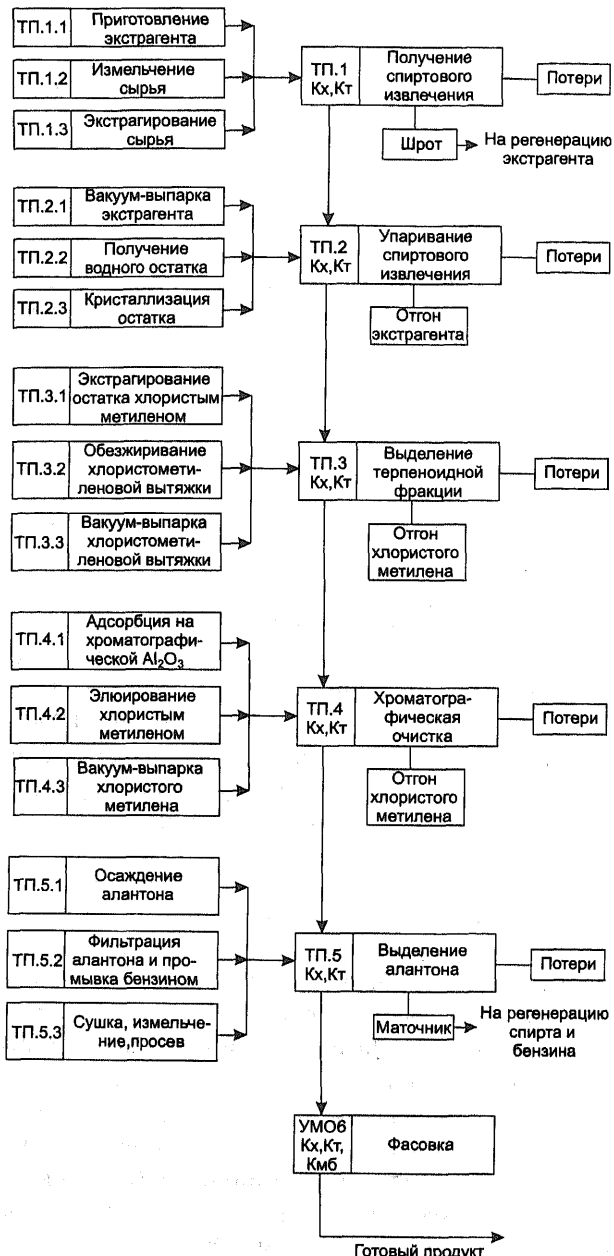 ТП.1.1
Приготовление
экстрагента
ТП.1.2
Измельчение
сырья
ТП.1.3
Экстрагирование
сырья
ТП.1
Кх,Кт
Получение
спиртового
извлечения
Потери
Шрот
На регенерацию
экстрагента
ТП.2.1
Вакуум-выпарка
экстрагента
ТП.2.2
Получение
водного остатка
ТП.2.3
Кристаллизация
остатка
ТП.2
Кх,Кт
Упаривание
спиртового
извлечения
Потери
Отгон
экстрагента
ТП.3.1
Экстрагирование
остатка хлористым
метиленом
ТП.3.2
Обезжиривание
хлористомети-
леновой вытяжки
ТП.3.3
Вакуум-выпарка
хлористомети-
леновой вытяжки
ТП.3
Кх,Кт
Выделение
терпеноидной
фракции
Потери
Отгон
хлористого
метилена
ТП.4.1
Адсорбция на
хроматографи-
ческой Al₂O₃
ТП.4.2
Элюирование
хлористым
метиленом
ТП.4.3
Вакуум-выпарка
хлористого
метилена
ТП.4
Кх,Кт
Хроматогра-
фическая
очистка
Потери
Отгон
хлористого
метилена
ТП.5.1
Осаждение
алантона
ТП.5.2
Фильтрация
алантона и про-
мывка бензином
ТП.5.3
Сушка, измельче-
ние,просев
ТП.5
Кх,Кт
Выделение
алантона
Потери
Маточник
На регенерацию
спирта и
бензина
УМО6
Кх,Кт,
Кмб
Фасовка
Готовый продукт